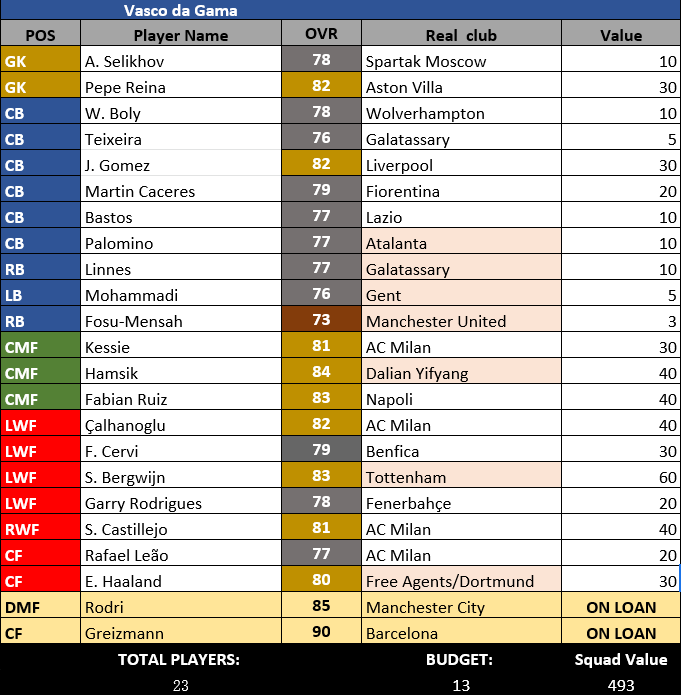 Vasco da Gama
POS Player Name OVR Real club Value
GK A. Selikhov 78 Spartak Moscow 10
GK Pepe Reina 82 Aston Villa 30
CB W. Boly 78 Wolverhampton 10
CB Teixeira 76 Galatassary 5
CB J. Gomez 82 Liverpool 30
CB Martin Caceres 79 Fiorentina 20
CB Bastos 77 Lazio 10
CB Palomino 77 Atalanta 10
RB Linnes 77 Galatassary 10
LB Mohammadi 76 Gent 5
RB Fosu-Mensah 73 Manchester United 3
CMF Kessie 81 AC Milan 30
CMF Hamsik 84 Dalian Yifyang 40
CMF Fabian Ruiz 83 Napoli 40
LWF Çalhanoglu 82 AC Milan 40
LWF F. Cervi 79 Benfica 30
LWF S. Bergwijn 83 Tottenham 60
LWF Garry Rodrigues 78 Fenerbahçe 20
RWF S. Castillejo 81 AC Milan 40
CF Rafael Leão 77 AC Milan 20
CF E. Haaland 80 Free Agents/Dortmund 30
DMF Rodri 85 Manchester City ON LOAN
CF Greizmann 90 Barcelona ON LOAN
TOTAL PLAYERS: BUDGET: Squad Value
23 13 493